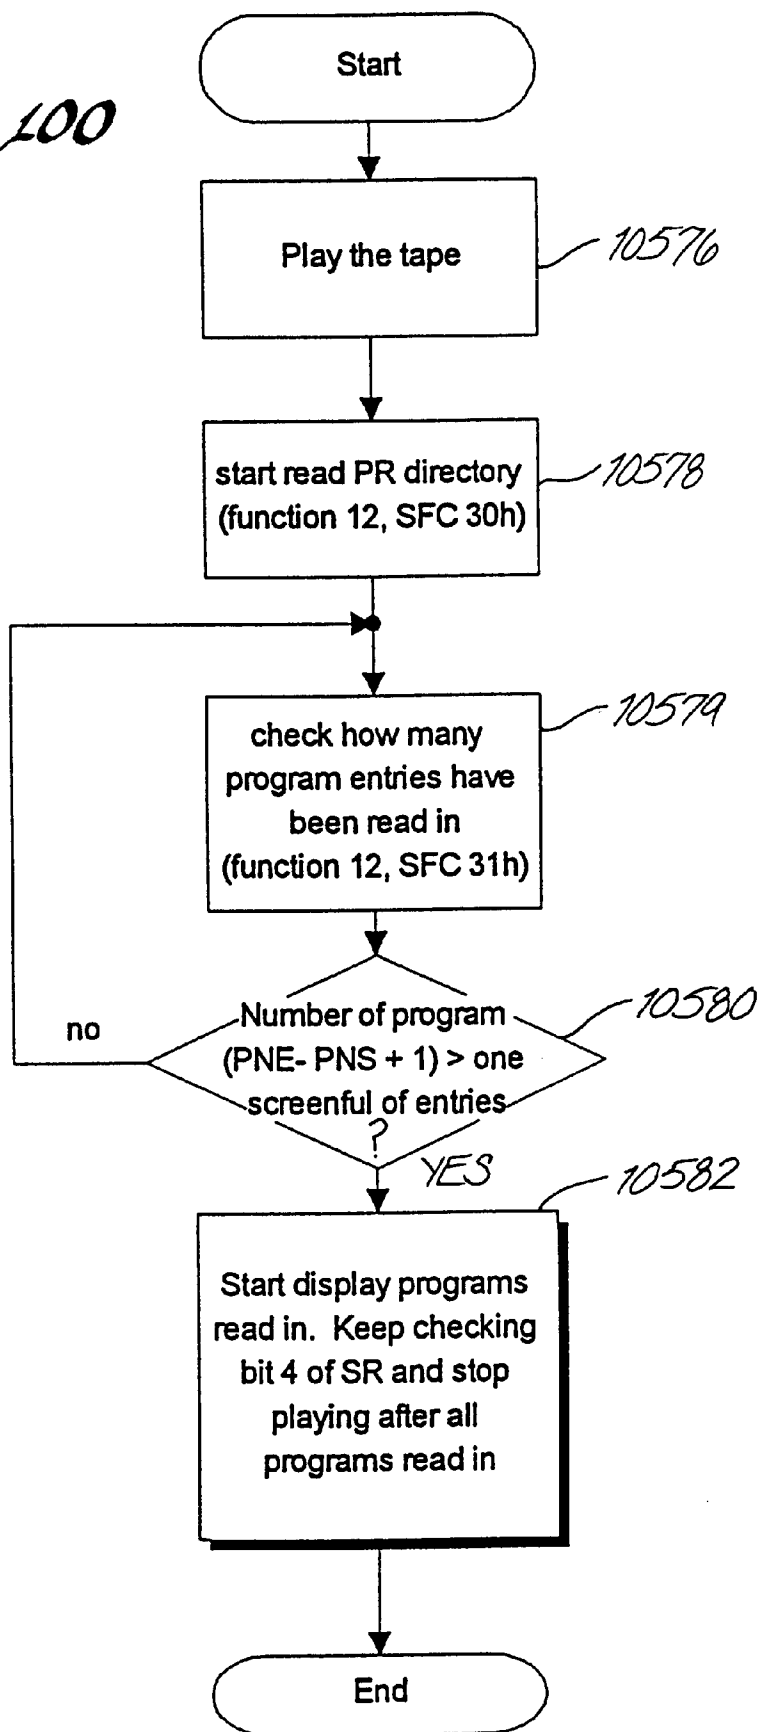 Start
100
Play the tape
10576
start read PR directory
(function 12, SFC 30h)
10578
check how many
program entries have
been read in
(function 12, SFC 31h)
10579
Number of program
(PNE- PNS + 1) > one
screenful of entries
?
10580
no
YES
10582
Start display programs
read in. Keep checking
bit 4 of SR and stop
playing after all
programs read in
End